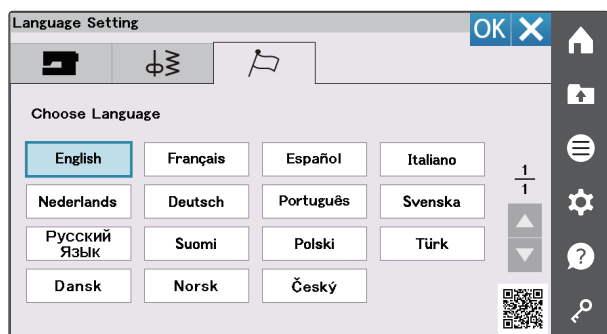 Language Setting
OK
Choose Language
English Français Español Italiano
1
1
Nederlands Deutsch Português Svenska
Русский
Язык
Suomi Polski Türk
Dansk Norsk Český
?